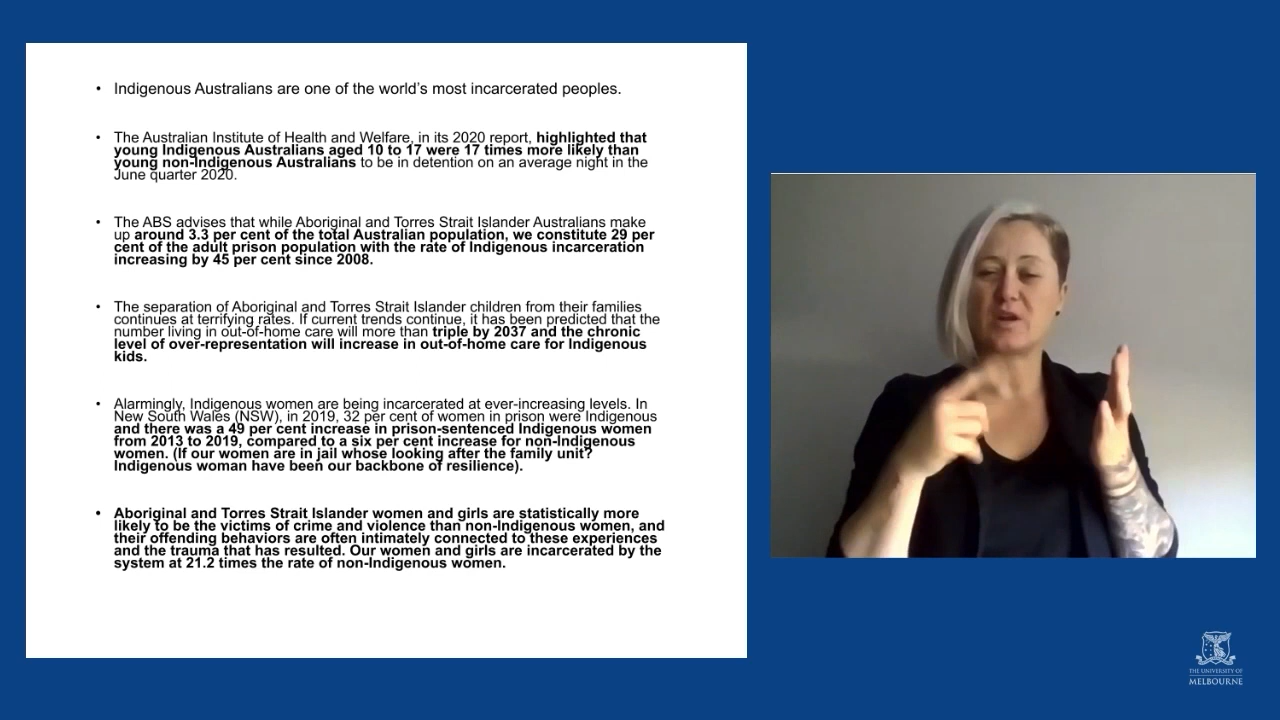 • Indigenous Australians are one of the world's most incarcerated peoples.
• The Australian Institute of Health and Welfare, in its 2020 report, highlighted that
young Indigenous Australians aged 10 to 17 were 17 times more likely than
young non-Indigenous Australians to be in detention on an average night in the
June quarter 2020.
• The ABS advises that while Aboriginal and Torres Strait Islander Australians make
up around 3.3 per cent of the total Australian population, we constitute 29 per
cent of the adult prison population with the rate of Indigenous incarceration
increasing by 45 per cent since 2008.
• The separation of Aboriginal and Torres Strait Islander children from their families
continues at terrifying rates. If current trends continue, it has been predicted that the
number living in out-of-home care will more than triple by 2037 and the chronic
level of over-representation will increase in out-of-home care for Indigenous
kids.
• Alarmingly, Indigenous women are being incarcerated at ever-increasing levels. In
New South Wales (NSW), in 2019, 32 per cent of women in prison were Indigenous
and there was a 49 per cent increase in prison-sentenced Indigenous women
from 2013 to 2019, compared to a six per cent increase for non-Indigenous
women. (If our women are in jail whose looking after the family unit?
Indigenous woman have been our backbone of resilience).
• Aboriginal and Torres Strait Islander women and girls are statistically more
likely to be the victims of crime and violence than non-Indigenous women, and
their offending behaviors are often intimately connected to these experiences
and the trauma that has resulted. Our women and girls are incarcerated by the
system at 21.2 times the rate of non-Indigenous women.
THE UNIVERSITY OF
MELBOURNE